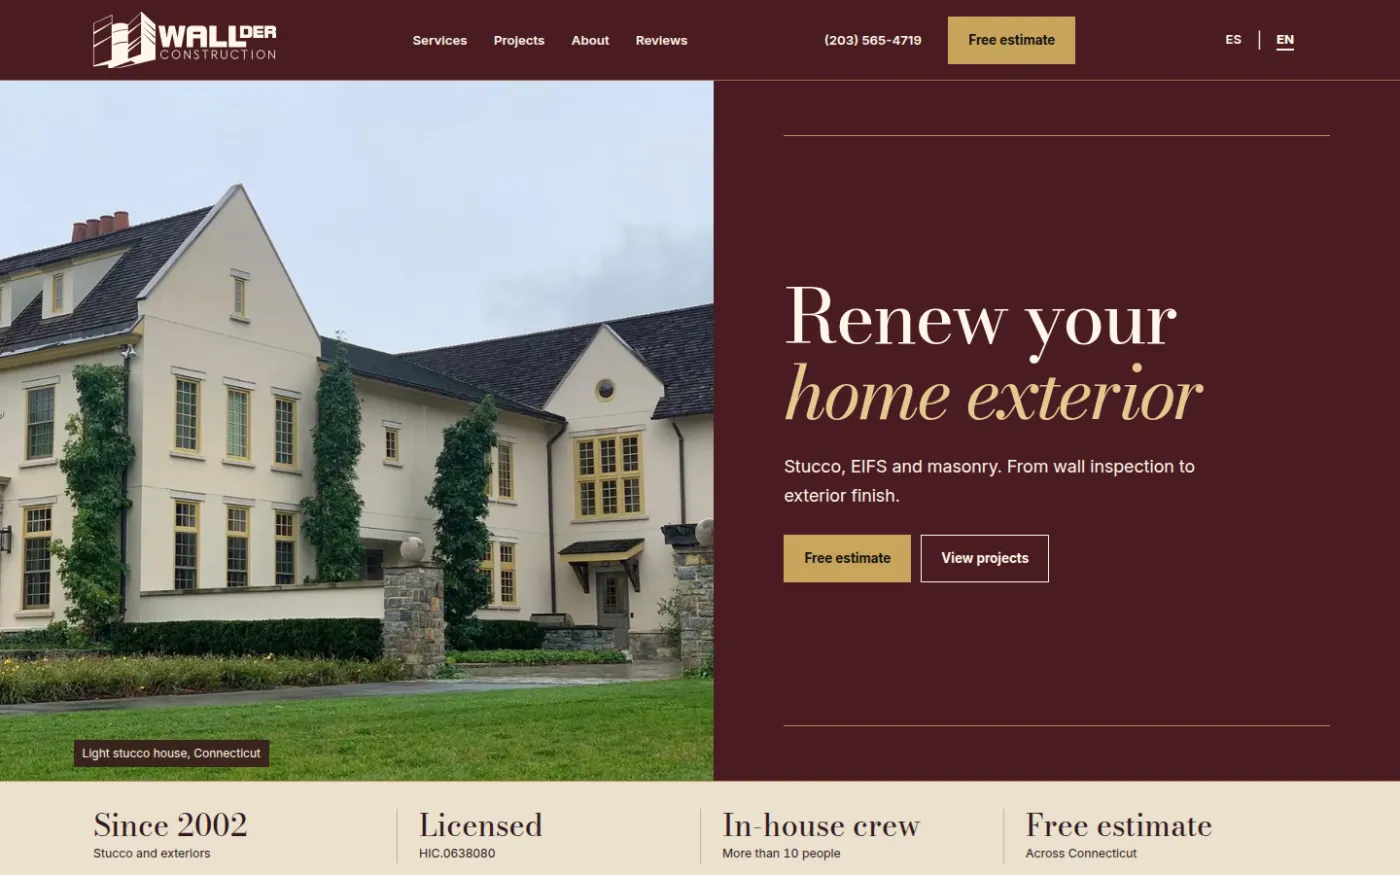 WALLDER
CONSTRUCTION
Services
Projects
About
Reviews
(203) 565-4719
Free estimate
ES
EN
Renew your
home exterior
Stucco, EIFS and masonry. From wall inspection to
exterior finish.
Free estimate
View projects
Light stucco house, Connecticut
Since 2002
Stucco and exteriors
Licensed
HIC.0638080
In-house crew
More than 10 people
Free estimate
Across Connecticut